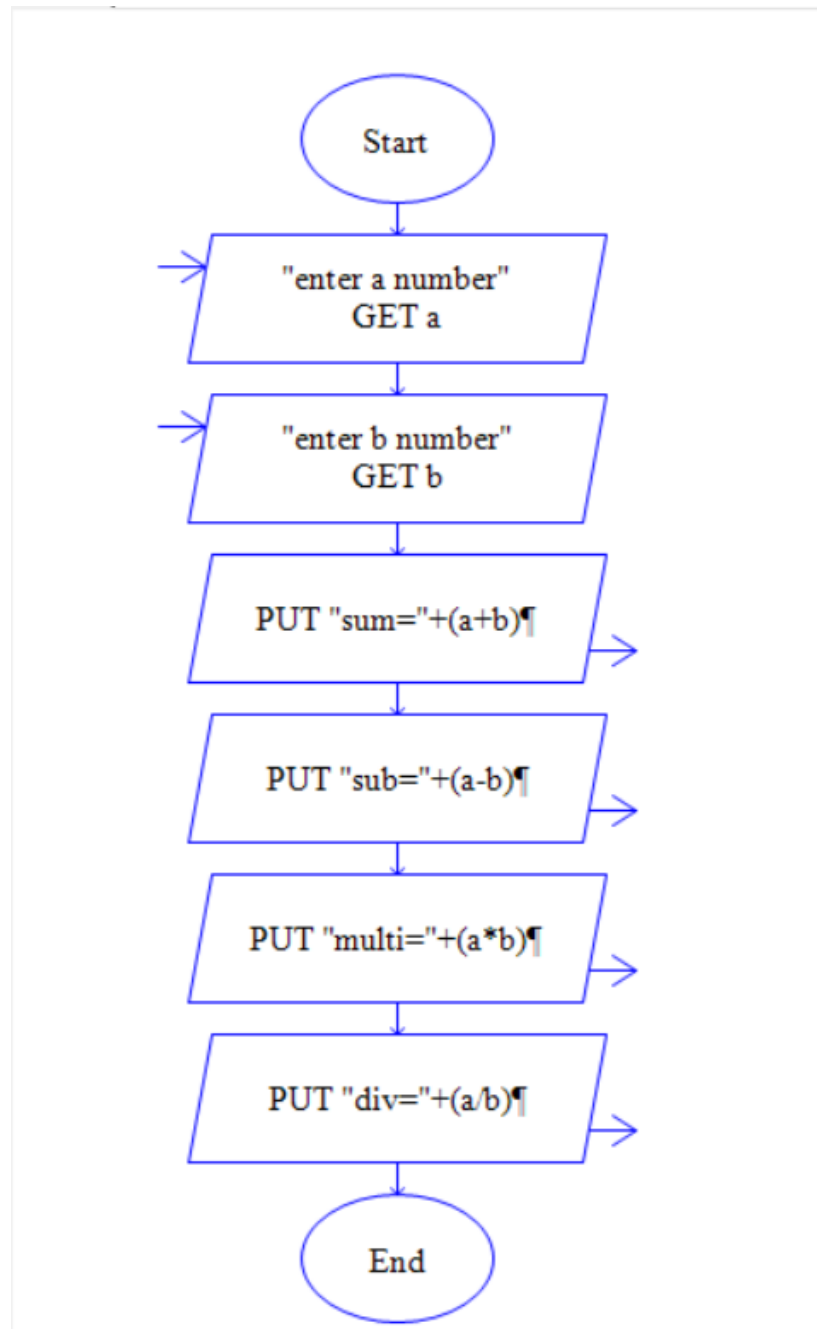 Start
"enter a number"
GET a
"enter b number"
GET b
PUT "sum="+(a+b)¶
PUT "sub="+(a-b)¶
PUT "multi="+(a*b)¶
PUT "div="+(a/b)¶
End